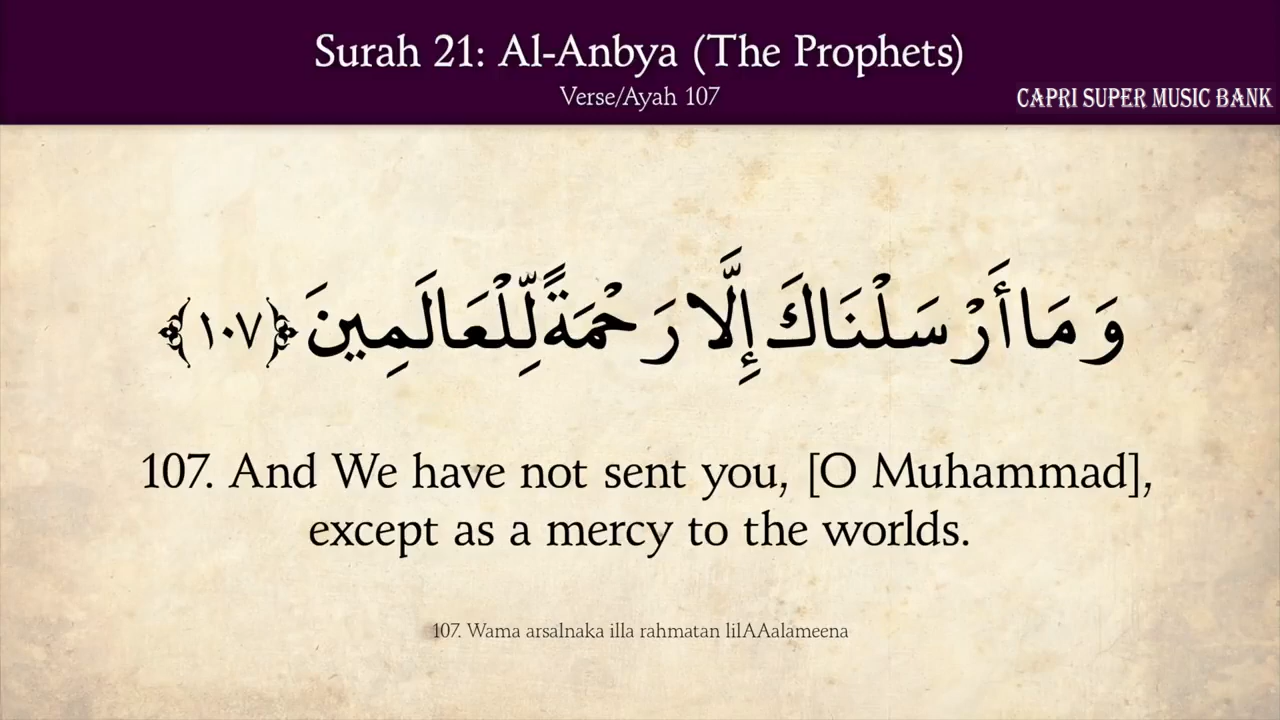 Surah 21: Al-Anbya (The Prophets)
Verse/Ayah 107
CAPRI SUPER MUSIC BANK
وَمَا أَرْسَلْنَاكَ إِلَّا رَحْمَةً لِّلْعَالَمِينَ ﴿١٠٧﴾
107. And We have not sent you, [O Muhammad],
except as a mercy to the worlds.
107. Wama arsalnaka illa rahmatan lilAAalameena